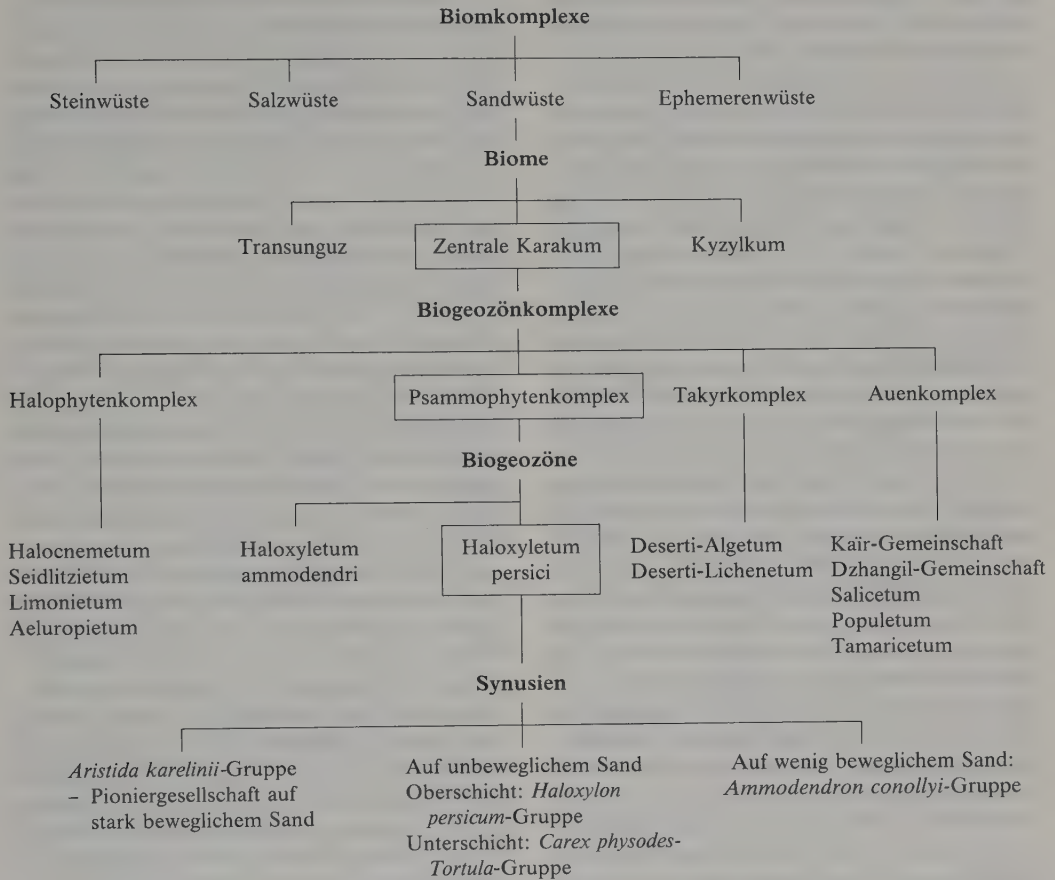 Biomkomplexe
Steinwüste Salzwüste Sandwüste Ephemerenwüste
Biome
Transunguz Zentrale Karakum Kyzylkum
Biogeozönkomplexe
Halophytenkomplex Psammophytenkomplex Takyrkomplex Auenkomplex
Biogeozöne
Halocnemetum
Seidlitzietum
Limonietum
Aeluropietum
Haloxyletum
ammodendri
Haloxyletum
persici
Deserti-Algetum
Deserti-Lichenetum
Kaïr-Gemeinschaft
Dzhangil-Gemeinschaft
Salicetum
Populetum
Tamaricetum
Synusien
Aristida karelinii-Gruppe
– Pioniergesellschaft auf
stark beweglichem Sand
Auf unbeweglichem Sand
Oberschicht: Haloxylon
persicum-Gruppe
Unterschicht: Carex physodes-
Tortula-Gruppe
Auf wenig beweglichem Sand:
Ammodendron conollyi-Gruppe